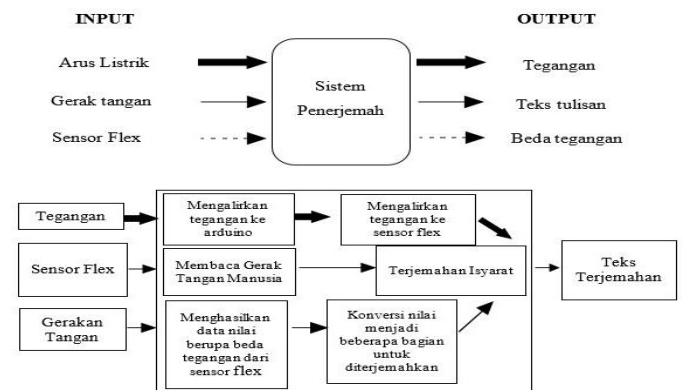 INPUT
OUTPUT
Arus Listrik
Gerak tangan
Sensor Flex
Sistem
Penerjemah
Tegangan
Teks tulisan
Beda tegangan
Tegangan
Mengalirkan
tegangan ke
arduino
Mengalirkan
tegangan ke
sensor flex
Sensor Flex
Membaca Gerak
Tangan Manusia
Terjemahan Isyarat
Teks
Terjemahan
Gerakan
Tangan
Menghasilkan
data nilai
berupa beda
tegangan dari
sensor flex
Konversi nilai
menjadi
beberapa bagian
untuk
diterjemahkan